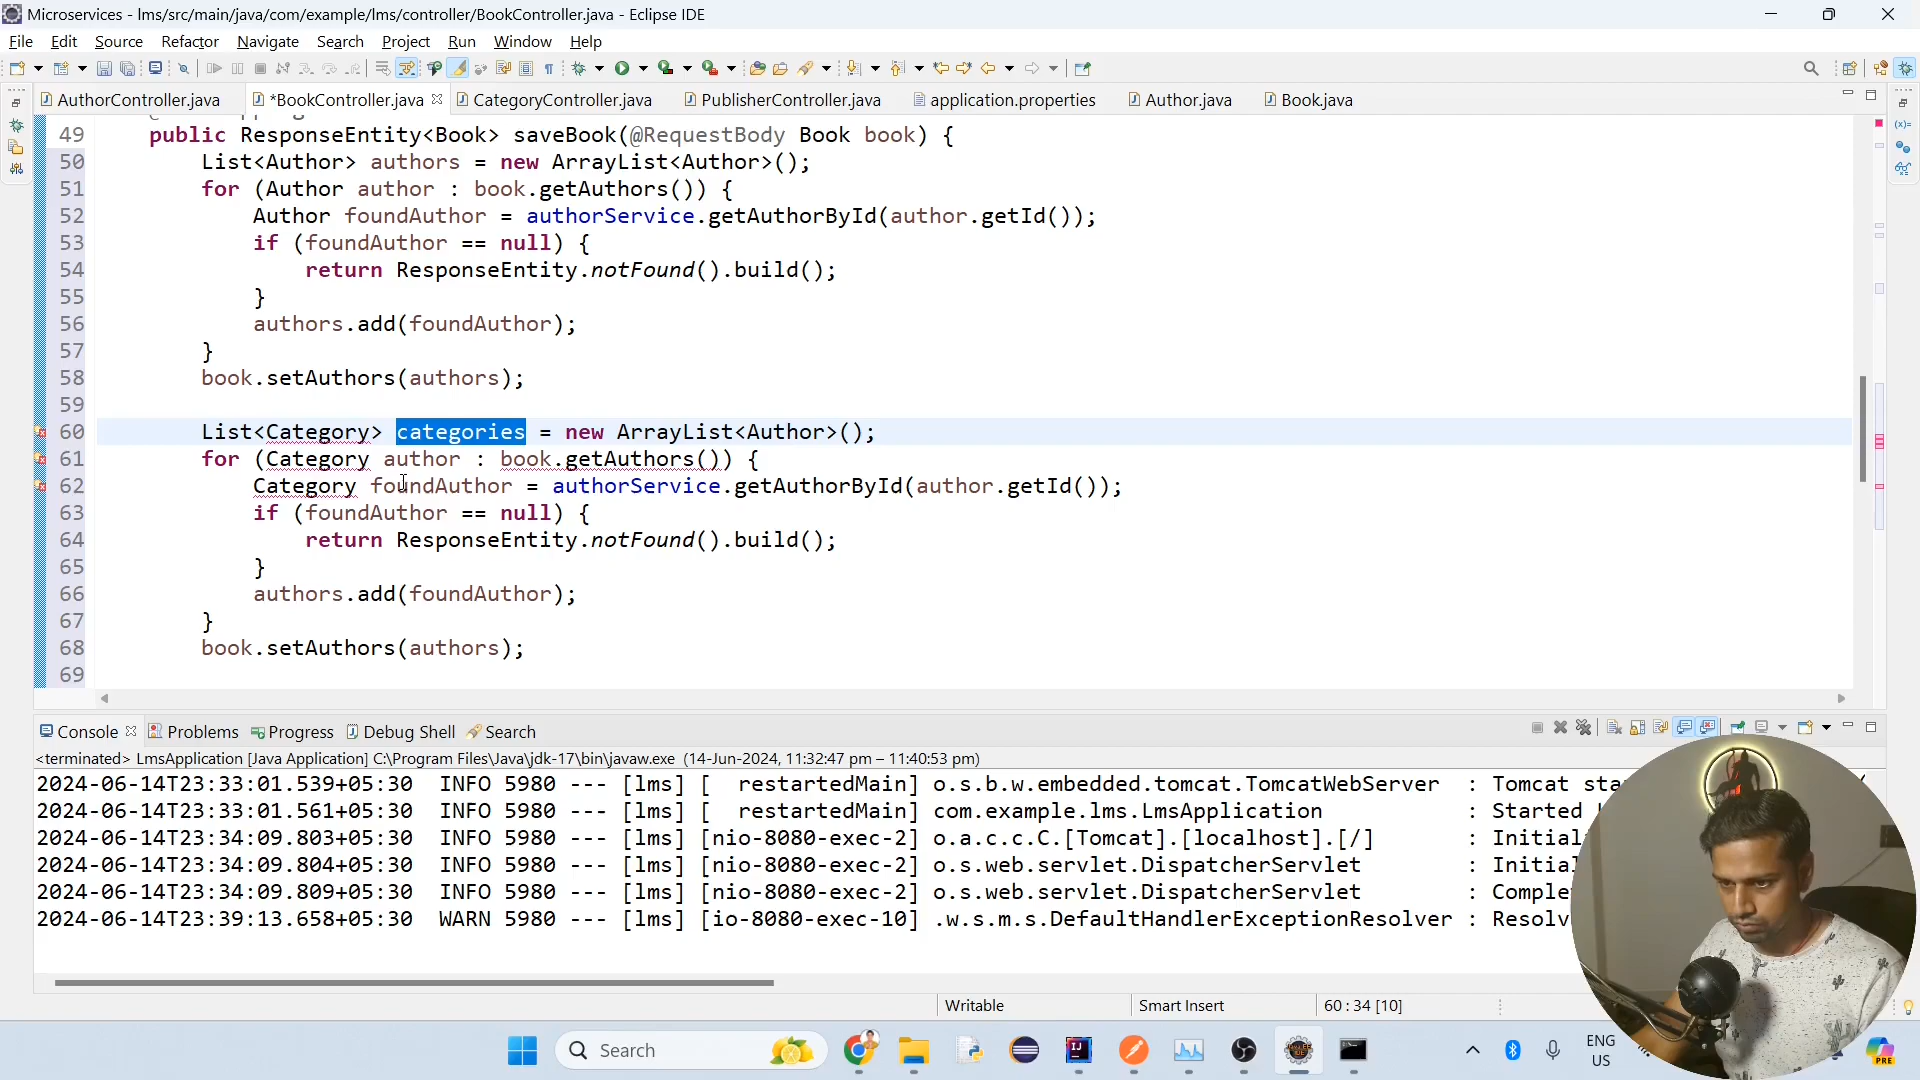 Microservices - lms/src/main/java/com/example/lms/controller/BookController.java - Eclipse IDE
File Edit Source Refactor Navigate Search Project Run Window Help
AuthorController.java *BookController.java CategoryController.java PublisherController.java application.properties Author.java Book.java
49 public ResponseEntity<Book> saveBook(@RequestBody Book book) {
50 List<Author> authors = new ArrayList<Author>();
51 for (Author author : book.getAuthors()) {
52 Author foundAuthor = authorService.getAuthorById(author.getId());
53 if (foundAuthor == null) {
54 return ResponseEntity.notFound().build();
55 }
56 authors.add(foundAuthor);
57 }
58 book.setAuthors(authors);
59
60 List<Category> categories = new ArrayList<Author>();
61 for (Category author : book.getAuthors()) {
62 Category foundAuthor = authorService.getAuthorById(author.getId());
63 if (foundAuthor == null) {
64 return ResponseEntity.notFound().build();
65 }
66 authors.add(foundAuthor);
67 }
68 book.setAuthors(authors);
69
Console Problems Progress Debug Shell Search
<terminated> LmsApplication [Java Application] C:\Program Files\Java\jdk-17\bin\javaw.exe (14-Jun-2024, 11:32:47 pm – 11:40:53 pm)
2024-06-14T23:33:01.539+05:30 INFO 5980 --- [lms] [ restartedMain] o.s.b.w.embedded.tomcat.TomcatWebServer : Tomcat sta
2024-06-14T23:33:01.561+05:30 INFO 5980 --- [lms] [ restartedMain] com.example.lms.LmsApplication : Started
2024-06-14T23:34:09.803+05:30 INFO 5980 --- [lms] [nio-8080-exec-2] o.a.c.c.C.[Tomcat].[localhost].[/] : Initial
2024-06-14T23:34:09.804+05:30 INFO 5980 --- [lms] [nio-8080-exec-2] o.s.web.servlet.DispatcherServlet : Initial
2024-06-14T23:34:09.809+05:30 INFO 5980 --- [lms] [nio-8080-exec-2] o.s.web.servlet.DispatcherServlet : Comple
2024-06-14T23:39:13.658+05:30 WARN 5980 --- [lms] [io-8080-exec-10] .w.s.m.s.DefaultHandlerExceptionResolver : Resolv
Writable Smart Insert 60 : 34 [10]
Search
ENG
US
PRE